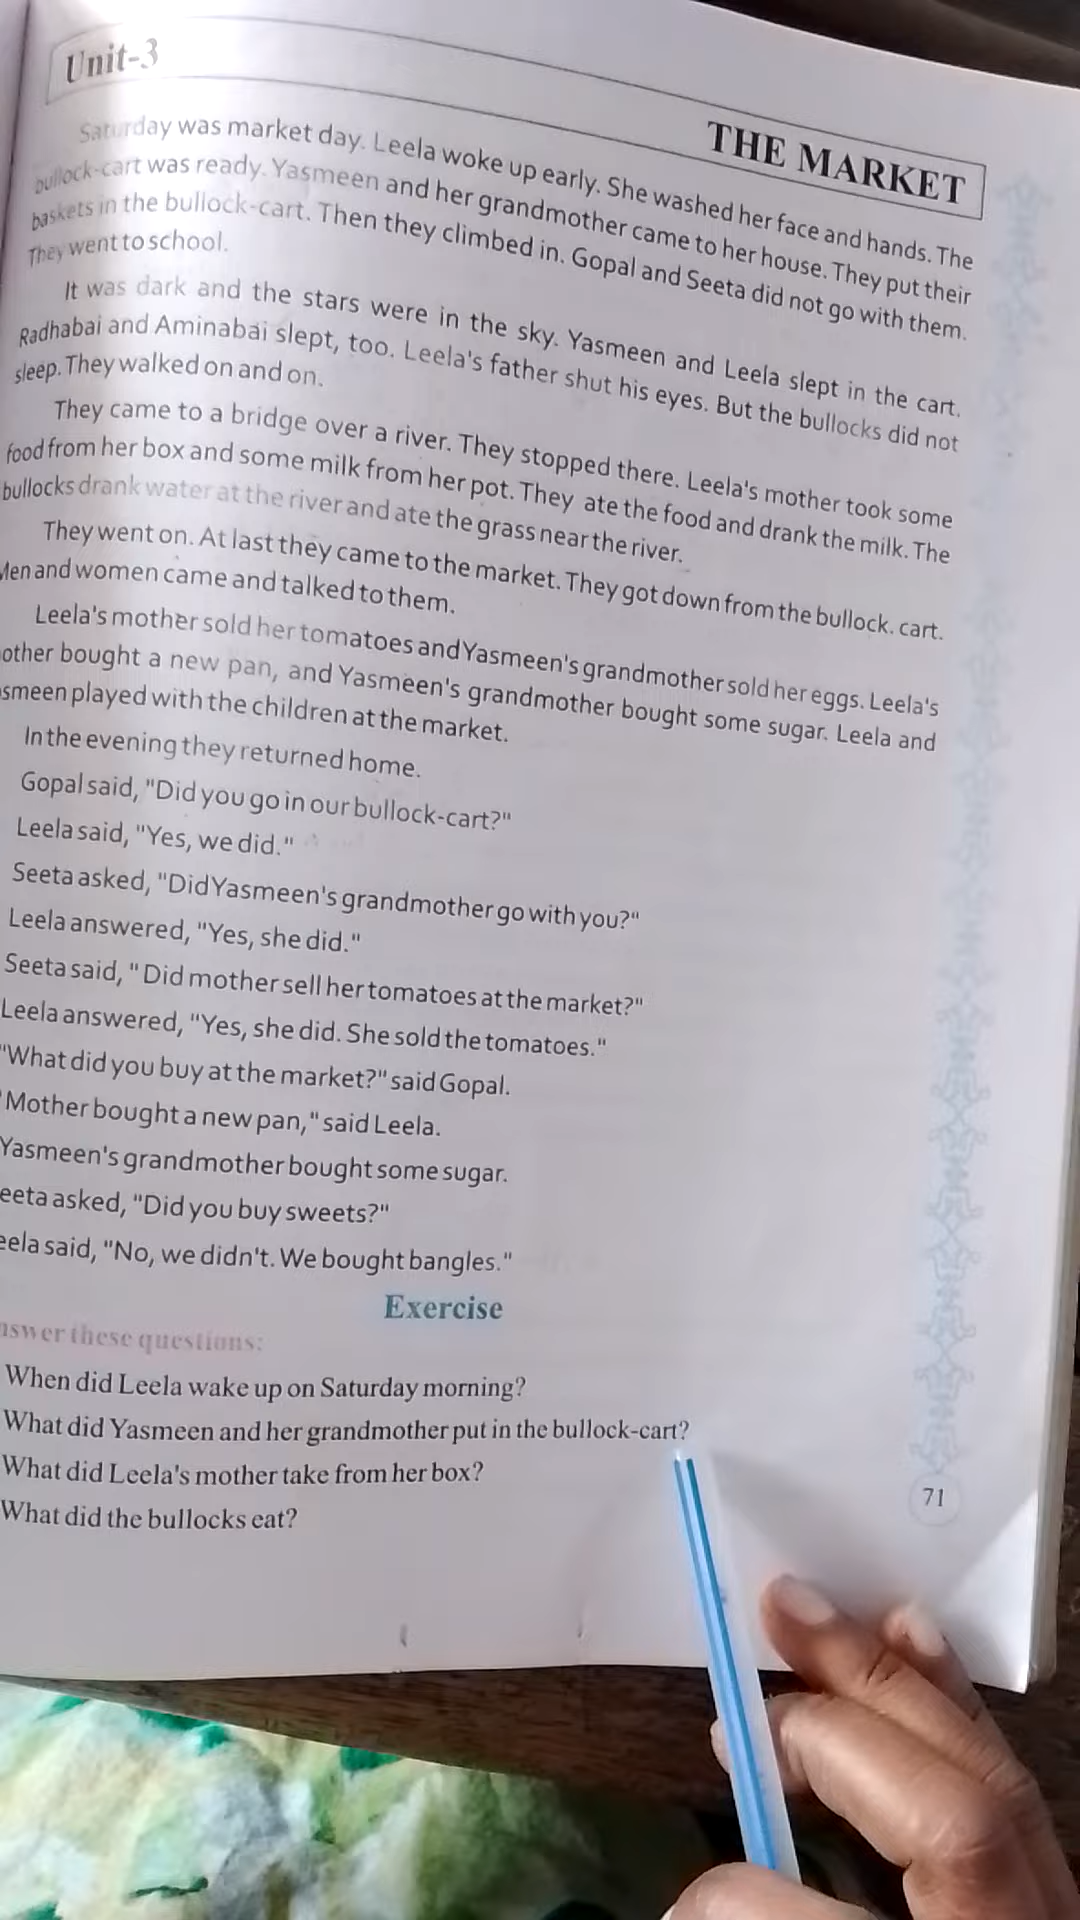 Unit-3
THE MARKET
Saturday was market day. Leela woke up early. She washed her face and hands. The
bullock-cart was ready. Yasmeen and her grandmother came to her house. They put their
baskets in the bullock-cart. Then they climbed in. Gopal and Seeta did not go with them.
They went to school.
It was dark and the stars were in the sky. Yasmeen and Leela slept in the cart.
Radhabai and Aminabai slept, too. Leela's father shut his eyes. But the bullocks did not
sleep. They walked on and on.
They came to a bridge over a river. They stopped there. Leela's mother took some
food from her box and some milk from her pot. They ate the food and drank the milk. The
bullocks drank water at the river and ate the grass near the river.
They went on. At last they came to the market. They got down from the bullock. cart.
Men and women came and talked to them.
Leela's mother sold her tomatoes and Yasmeen's grandmother sold her eggs. Leela's
other bought a new pan, and Yasmeen's grandmother bought some sugar. Leela and
smeen played with the children at the market.
In the evening they returned home.
Gopal said, "Did you go in our bullock-cart?"
Leela said, "Yes, we did."
Seeta asked, "Did Yasmeen's grandmother go with you?"
Leela answered, "Yes, she did."
Seeta said, " Did mother sell her tomatoes at the market?"
Leela answered, "Yes, she did. She sold the tomatoes."
"What did you buy at the market?" said Gopal.
"Mother bought a new pan," said Leela.
Yasmeen's grandmother bought some sugar.
eeta asked, "Did you buy sweets?"
eela said, "No, we didn't. We bought bangles."
Exercise
nswer these questions:
When did Leela wake up on Saturday morning?
What did Yasmeen and her grandmother put in the bullock-cart?
What did Leela's mother take from her box?
What did the bullocks eat?
71